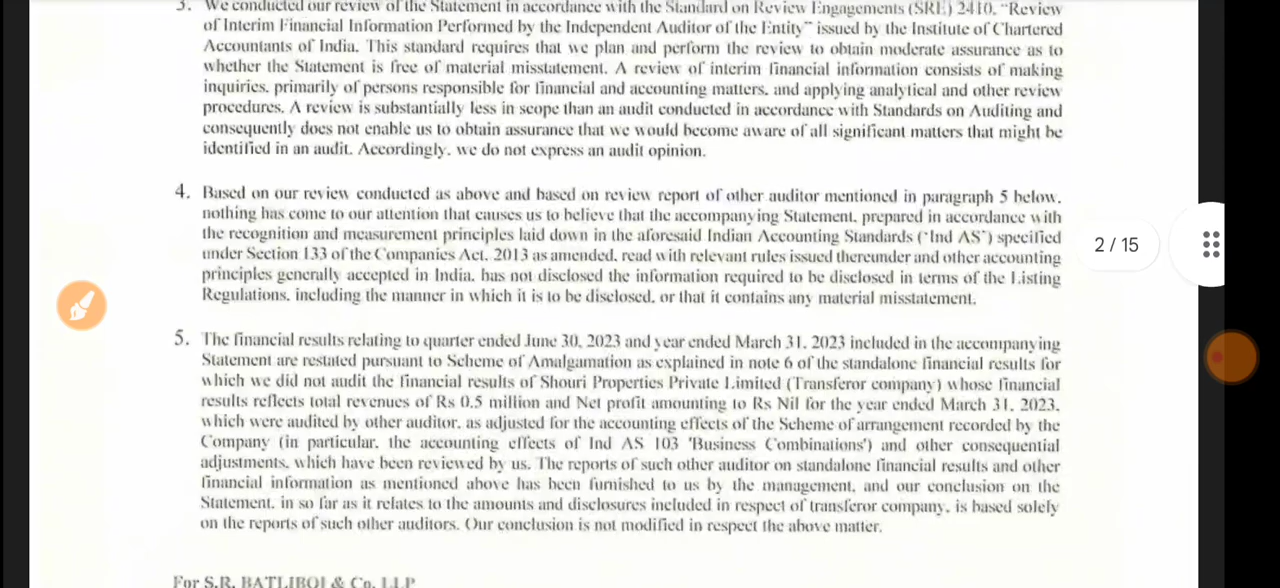 3. We conducted our review of the Statement in accordance with the Standard on Review Engagements (SRE) 2410, “Review
of Interim Financial Information Performed by the Independent Auditor of the Entity” issued by the Institute of Chartered
Accountants of India. This standard requires that we plan and perform the review to obtain moderate assurance as to
whether the Statement is free of material misstatement. A review of interim financial information consists of making
inquiries, primarily of persons responsible for financial and accounting matters, and applying analytical and other review
procedures. A review is substantially less in scope than an audit conducted in accordance with Standards on Auditing and
consequently does not enable us to obtain assurance that we would become aware of all significant matters that might be
identified in an audit. Accordingly, we do not express an audit opinion.
4. Based on our review conducted as above and based on review report of other auditor mentioned in paragraph 5 below,
nothing has come to our attention that causes us to believe that the accompanying Statement, prepared in accordance with
the recognition and measurement principles laid down in the aforesaid Indian Accounting Standards (‘Ind AS’) specified
under Section 133 of the Companies Act, 2013 as amended, read with relevant rules issued thereunder and other accounting
principles generally accepted in India, has not disclosed the information required to be disclosed in terms of the Listing
Regulations, including the manner in which it is to be disclosed, or that it contains any material misstatement.
2 / 15
5. The financial results relating to quarter ended June 30, 2023 and year ended March 31, 2023 included in the accompanying
Statement are restated pursuant to Scheme of Amalgamation as explained in note 6 of the standalone financial results for
which we did not audit the financial results of Shouri Properties Private Limited (Transferor company) whose financial
results reflects total revenues of Rs 0.5 million and Net profit amounting to Rs Nil for the year ended March 31, 2023,
which were audited by other auditor, as adjusted for the accounting effects of the Scheme of arrangement recorded by the
Company (in particular, the accounting effects of Ind AS 103 'Business Combinations') and other consequential
adjustments, which have been reviewed by us. The reports of such other auditor on standalone financial results and other
financial information as mentioned above has been furnished to us by the management, and our conclusion on the
Statement, in so far as it relates to the amounts and disclosures included in respect of transferor company, is based solely
on the reports of such other auditors. Our conclusion is not modified in respect the above matter.
For S.R. BATLIBOI & Co. LLP